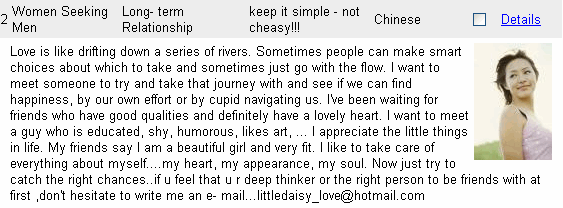 2 Women Seeking Men Long- term Relationship keep it simple - not cheasy!!! Chinese Details
Love is like drifting down a series of rivers. Sometimes people can make smart
choices about which to take and sometimes just go with the flow. I want to
meet someone to try and take that journey with and see if we can find
happiness, by our own effort or by cupid navigating us. I've been waiting for
friends who have good qualities and definitely have a lovely heart. I want to meet
a guy who is educated, shy, humorous, likes art, ... I appreciate the little things
in life. My friends say I am a beautiful girl and very fit. I like to take care of
everything about myself....my heart, my appearance, my soul. Now just try to
catch the right chances..if u feel that u r deep thinker or the right person to be friends with at
first ,don't hesitate to write me an e- mail...littledaisy_love@hotmail.com